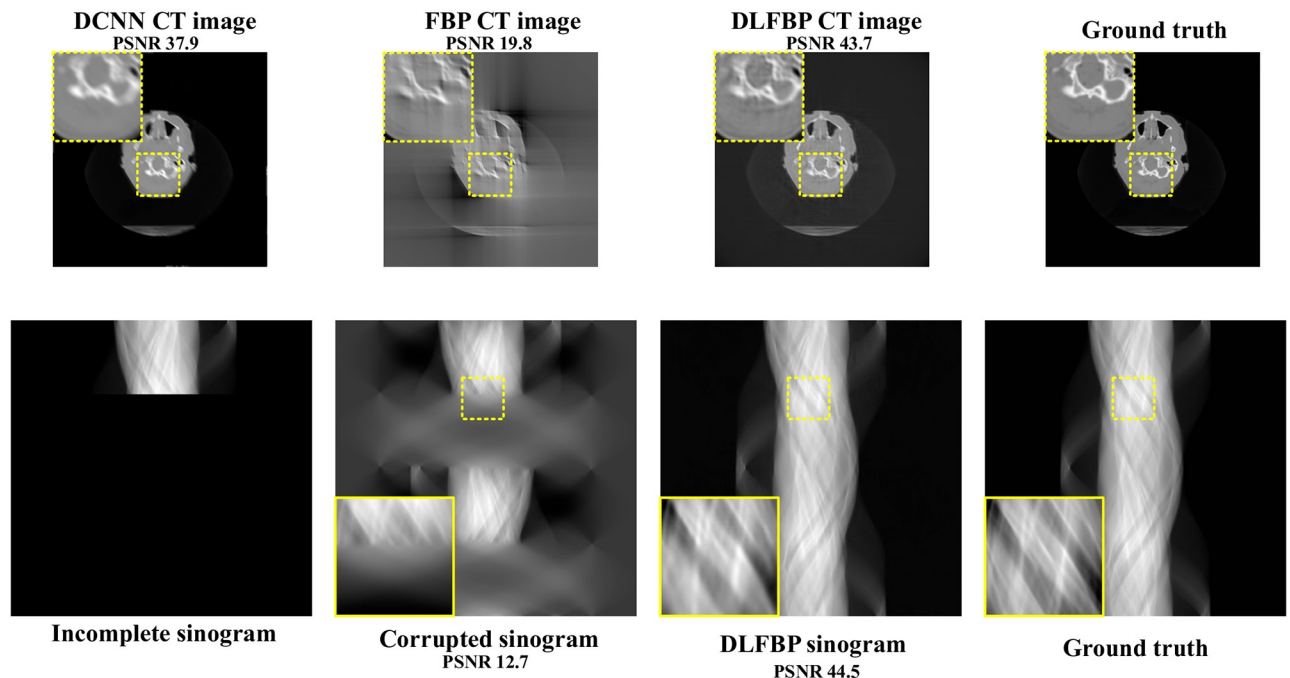 DCNN CT image
PSNR 37.9
FBP CT image
PSNR 19.8
DLFBP CT image
PSNR 43.7
Ground truth
Incomplete sinogram
Corrupted sinogram
PSNR 12.7
DLFBP sinogram
PSNR 44.5
Ground truth